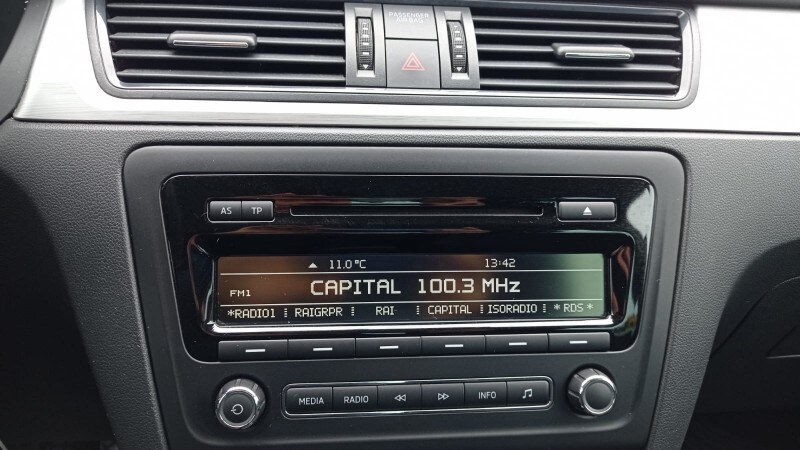 PASSENGER
AIR BAG
AS TP
11.0 °C 13:42
FM1 CAPITAL 100.3 MHz
*RADIO1 RAIGRPR RAI CAPITAL ISORADIO *RDS*
MEDIA RADIO INFO